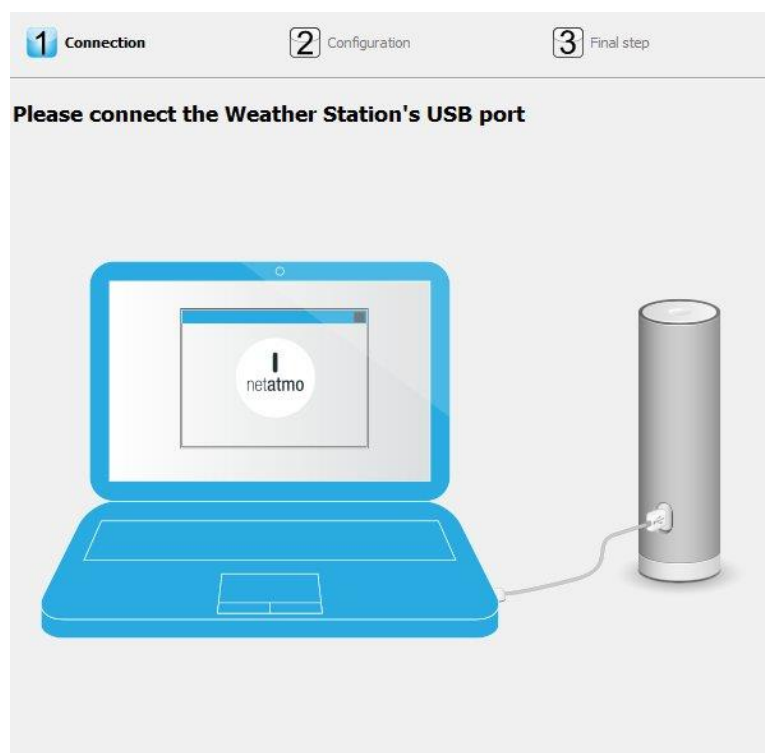 1 Connection 2 Configuration 3 Final step
Please connect the Weather Station's USB port
netatmo